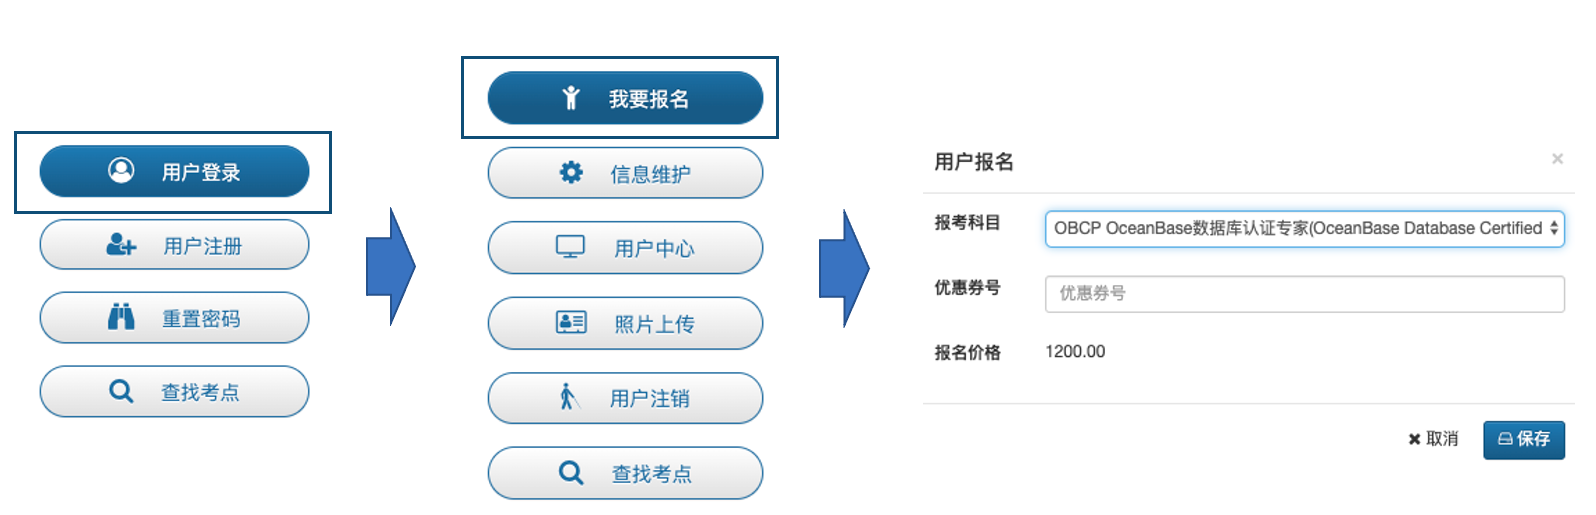 用户登录
用户注册
重置密码
查找考点
我要报名
信息维护
用户中心
照片上传
用户注销
查找考点
用户报名 ×
报考科目 OBCP OceanBase数据库认证专家(OceanBase Database Certified
优惠券号 优惠券号
报名价格 1200.00
取消 保存